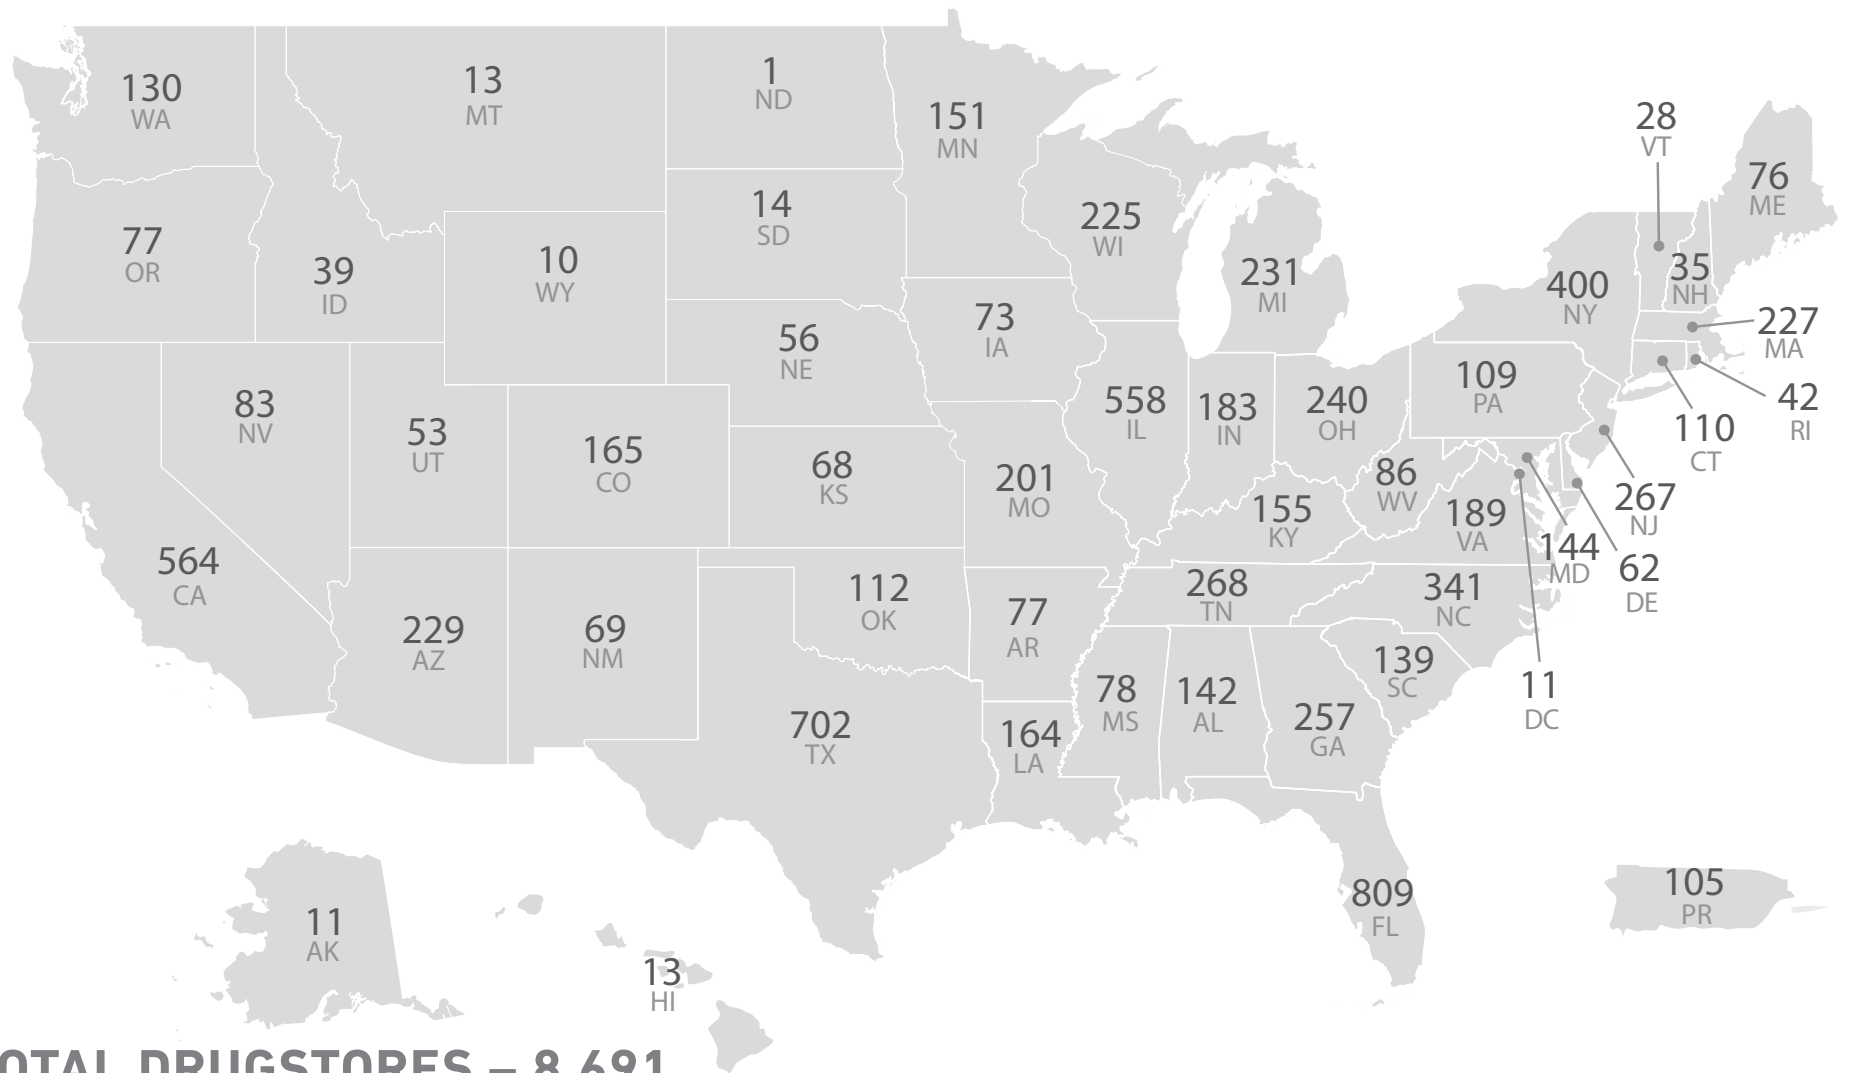 130
WA
13
MT
1
ND
151
MN
28
VT
76
ME
77
OR
39
ID
10
WY
14
SD
225
WI
231
MI
400
NY
35
NH
227
MA
83
NV
53
UT
165
CO
56
NE
73
IA
558
IL
183
IN
240
OH
109
PA
42
RI
110
CT
68
KS
201
MO
86
WV
155
KY
189
VA
267
NJ
144
MD
62
DE
564
CA
229
AZ
69
NM
112
OK
77
AR
268
TN
341
NC
139
SC
11
DC
702
TX
164
LA
78
MS
142
AL
257
GA
809
FL
105
PR
11
AK
13
HI
OTAL DRUGSTORES – 8,691